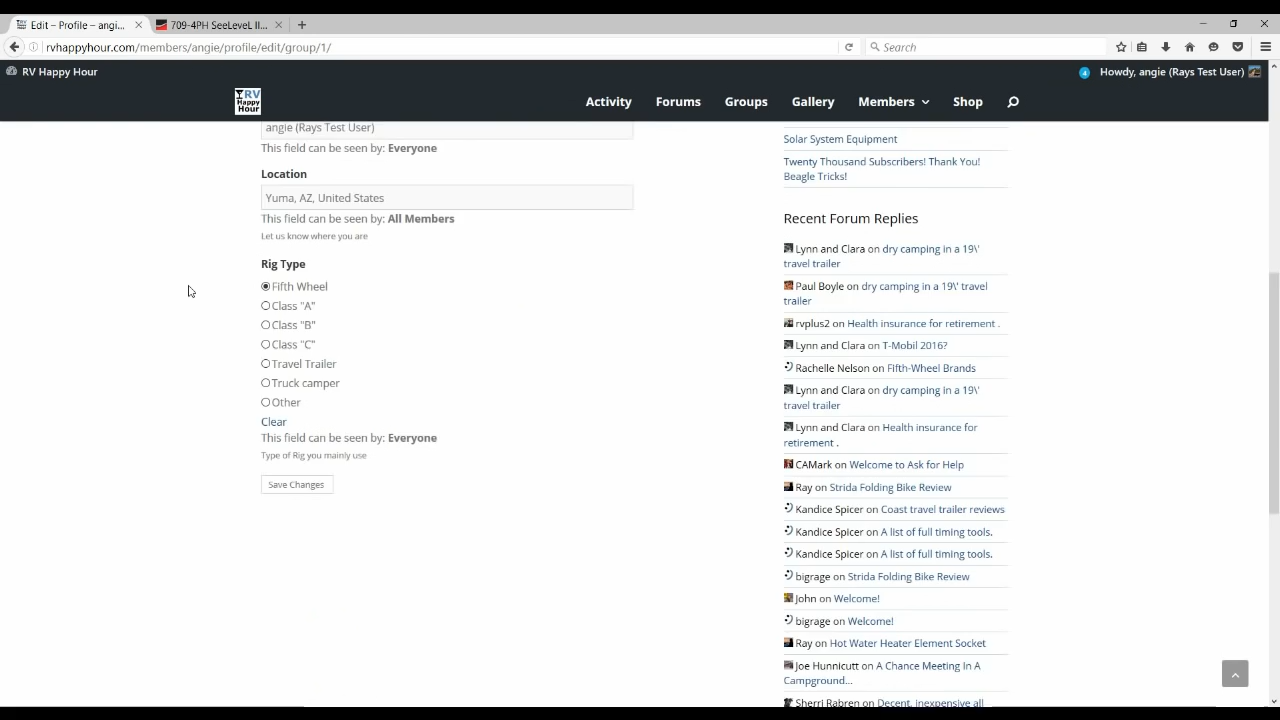 Edit – Profile – angi...
709-4PH SeeLeveL II...
rvhappyhour.com/members/angie/profile/edit/group/1/
Search
RV Happy Hour
4
Howdy, angie (Rays Test User)
RV
Happy
Hour
Activity
Forums
Groups
Gallery
Members
Shop
angie (Rays Test User)
This field can be seen by: Everyone
Location
Yuma, AZ, United States
This field can be seen by: All Members
Let us know where you are
Rig Type
Fifth Wheel
Class "A"
Class "B"
Class "C"
Travel Trailer
Truck camper
Other
Clear
This field can be seen by: Everyone
Type of Rig you mainly use
Save Changes
Solar System Equipment
Twenty Thousand Subscribers! Thank You!
Beagle Tricks!
Recent Forum Replies
Lynn and Clara on dry camping in a 19\'
travel trailer
Paul Boyle on dry camping in a 19\' travel
trailer
rvplus2 on Health insurance for retirement .
Lynn and Clara on T-Mobil 2016?
Rachelle Nelson on Fifth-Wheel Brands
Lynn and Clara on dry camping in a 19\'
travel trailer
Lynn and Clara on Health insurance for
retirement .
CAMark on Welcome to Ask for Help
Ray on Strida Folding Bike Review
Kandice Spicer on Coast travel trailer reviews
Kandice Spicer on A list of full timing tools.
Kandice Spicer on A list of full timing tools.
bigrage on Strida Folding Bike Review
John on Welcome!
bigrage on Welcome!
Ray on Hot Water Heater Element Socket
Joe Hunnicutt on A Chance Meeting In A
Campground...
Sherri Rabren on Decent, inexpensive all